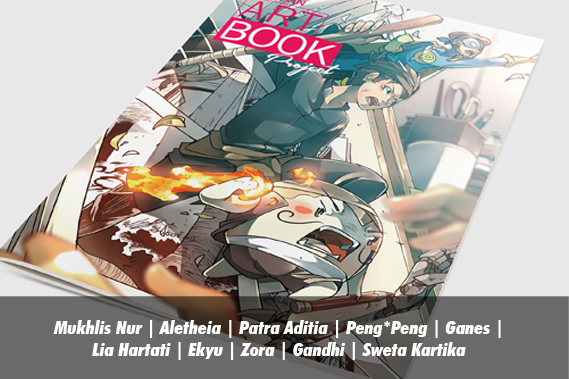 ART
BOOK
Project
Mukhlis Nur | Aletheia | Patra Aditia | Peng*Peng | Ganes |
Lia Hartati | Ekyu | Zora | Gandhi | Sweta Kartika